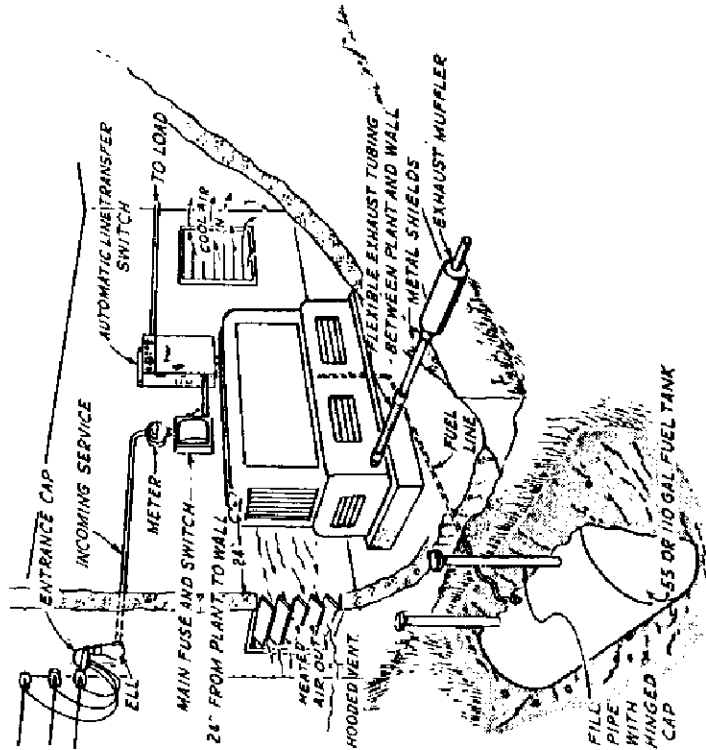 ENTRANCE CAP
INCOMING SERVICE
AUTOMATIC LINE TRANSFER
SWITCH
TO LOAD
METER
ELL
MAIN FUSE AND SWITCH
24" FROM PLANT TO WALL
24"
COOL AIR
IN
HEATER
AIR OUT
HOODED VENT
FLEXIBLE EXHAUST TUBING
BETWEEN PLANT AND WALL
METAL SHIELDS
EXHAUST MUFFLER
FUEL
LINE
FILL
PIPE
WITH
HINGED
CAP
55 OR 110 GAL FUEL TANK